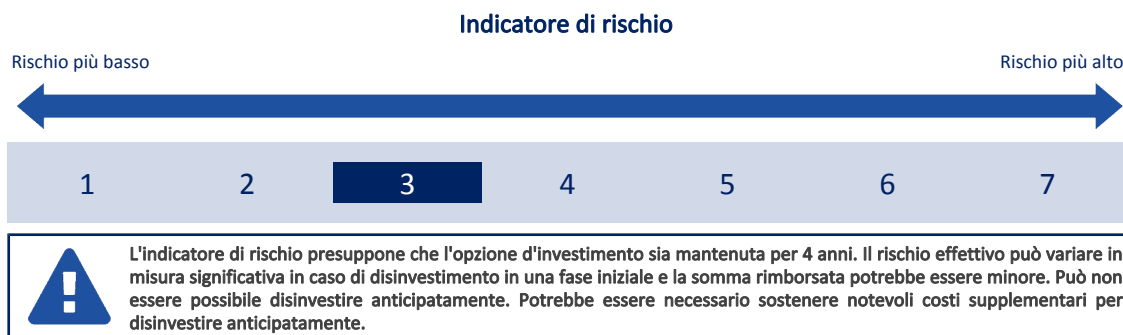 Indicatore di rischio
Rischio più basso
Rischio più alto
1 2 3 4 5 6 7
L'indicatore di rischio presuppone che l'opzione d'investimento sia mantenuta per 4 anni. Il rischio effettivo può variare in
misura significativa in caso di disinvestimento in una fase iniziale e la somma rimborsata potrebbe essere minore. Può non
essere possibile disinvestire anticipatamente. Potrebbe essere necessario sostenere notevoli costi supplementari per
disinvestire anticipatamente.